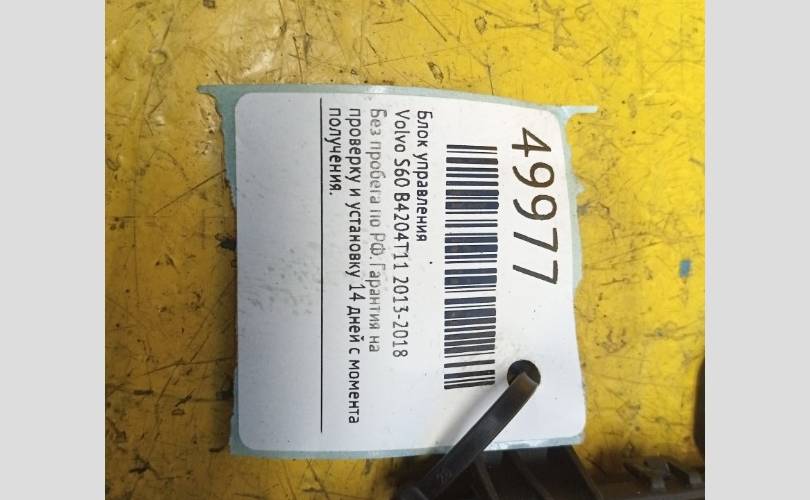 49977
Блок управления
Volvo S60 B4204T11 2013-2018
Без пробега по РФ. Гарантия на
проверку и установку 14 дней с момента
получения.